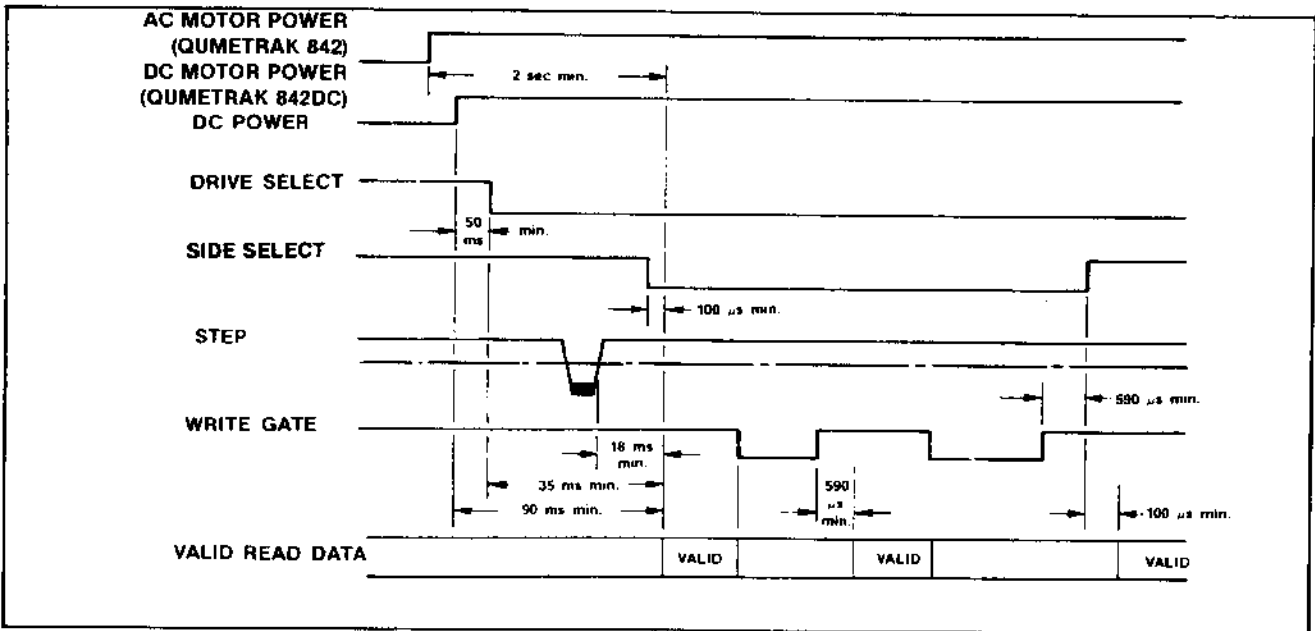 AC MOTOR POWER
(QUMETRAK 842)
DC MOTOR POWER
(QUMETRAK 842DC)
DC POWER
2 sec min.
DRIVE SELECT
50
ms
min.
SIDE SELECT
100 μs min.
STEP
590 μs min.
WRITE GATE
18 ms
min.
35 ms min.
590
μs
min.
90 ms min.
100 μs min.
VALID READ DATA
VALID
VALID
VALID